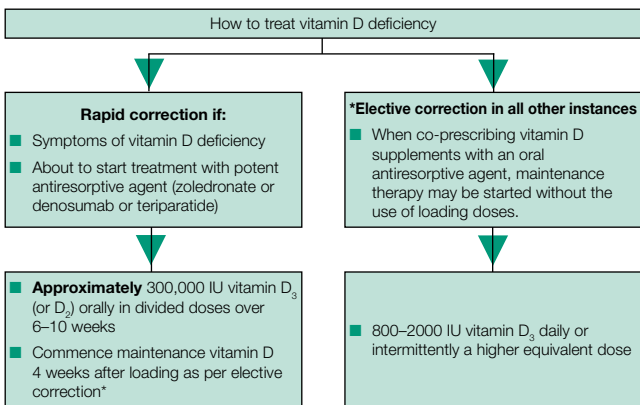 How to treat vitamin D deficiency
Rapid correction if:
■ Symptoms of vitamin D deficiency
■ About to start treatment with potent
antiresorptive agent (zoledronate or
denosumab or teriparatide)
*Elective correction in all other instances
■ When co-prescribing vitamin D
supplements with an oral
antiresorptive agent, maintenance
therapy may be started without the
use of loading doses.
■ Approximately 300,000 IU vitamin D₃
(or D₂) orally in divided doses over
6–10 weeks
■ Commence maintenance vitamin D
4 weeks after loading as per elective
correction*
■ 800–2000 IU vitamin D₃ daily or
intermittently a higher equivalent dose